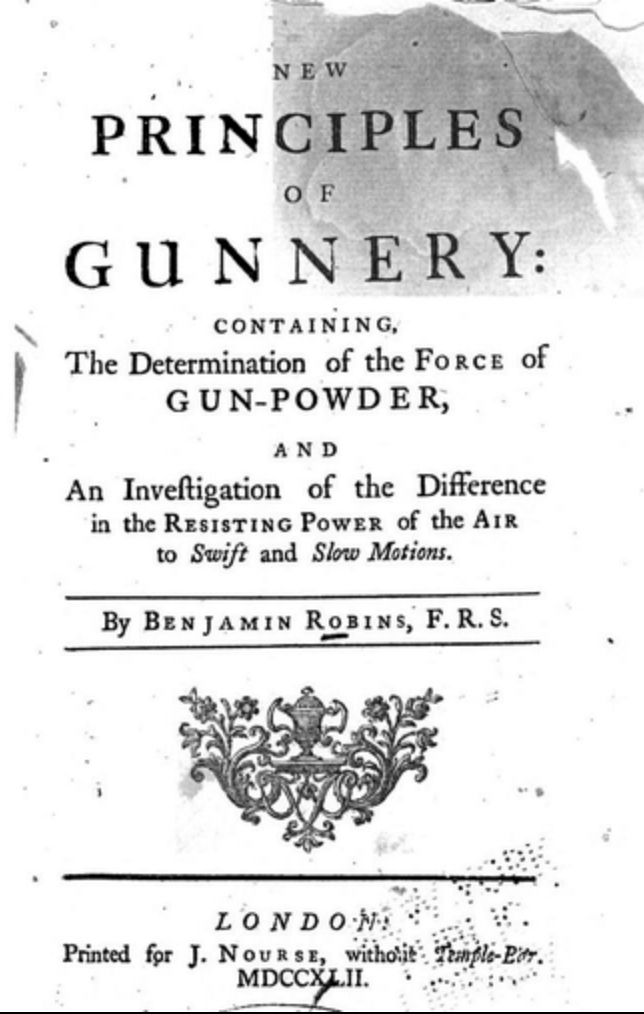 NEW
PRINCIPLES
OF
GUNNERY:
CONTAINING,
The Determination of the FORCE of
GUN-POWDER,
AND
An Inveſtigation of the Difference
in the RESISTING POWER of the AIR
to Swift and Slow Motions.
By BENJAMIN ROBINS, F. R. S.
LONDON:
Printed for J. NOURSE, without Temple-Bar.
MDCCXLII.